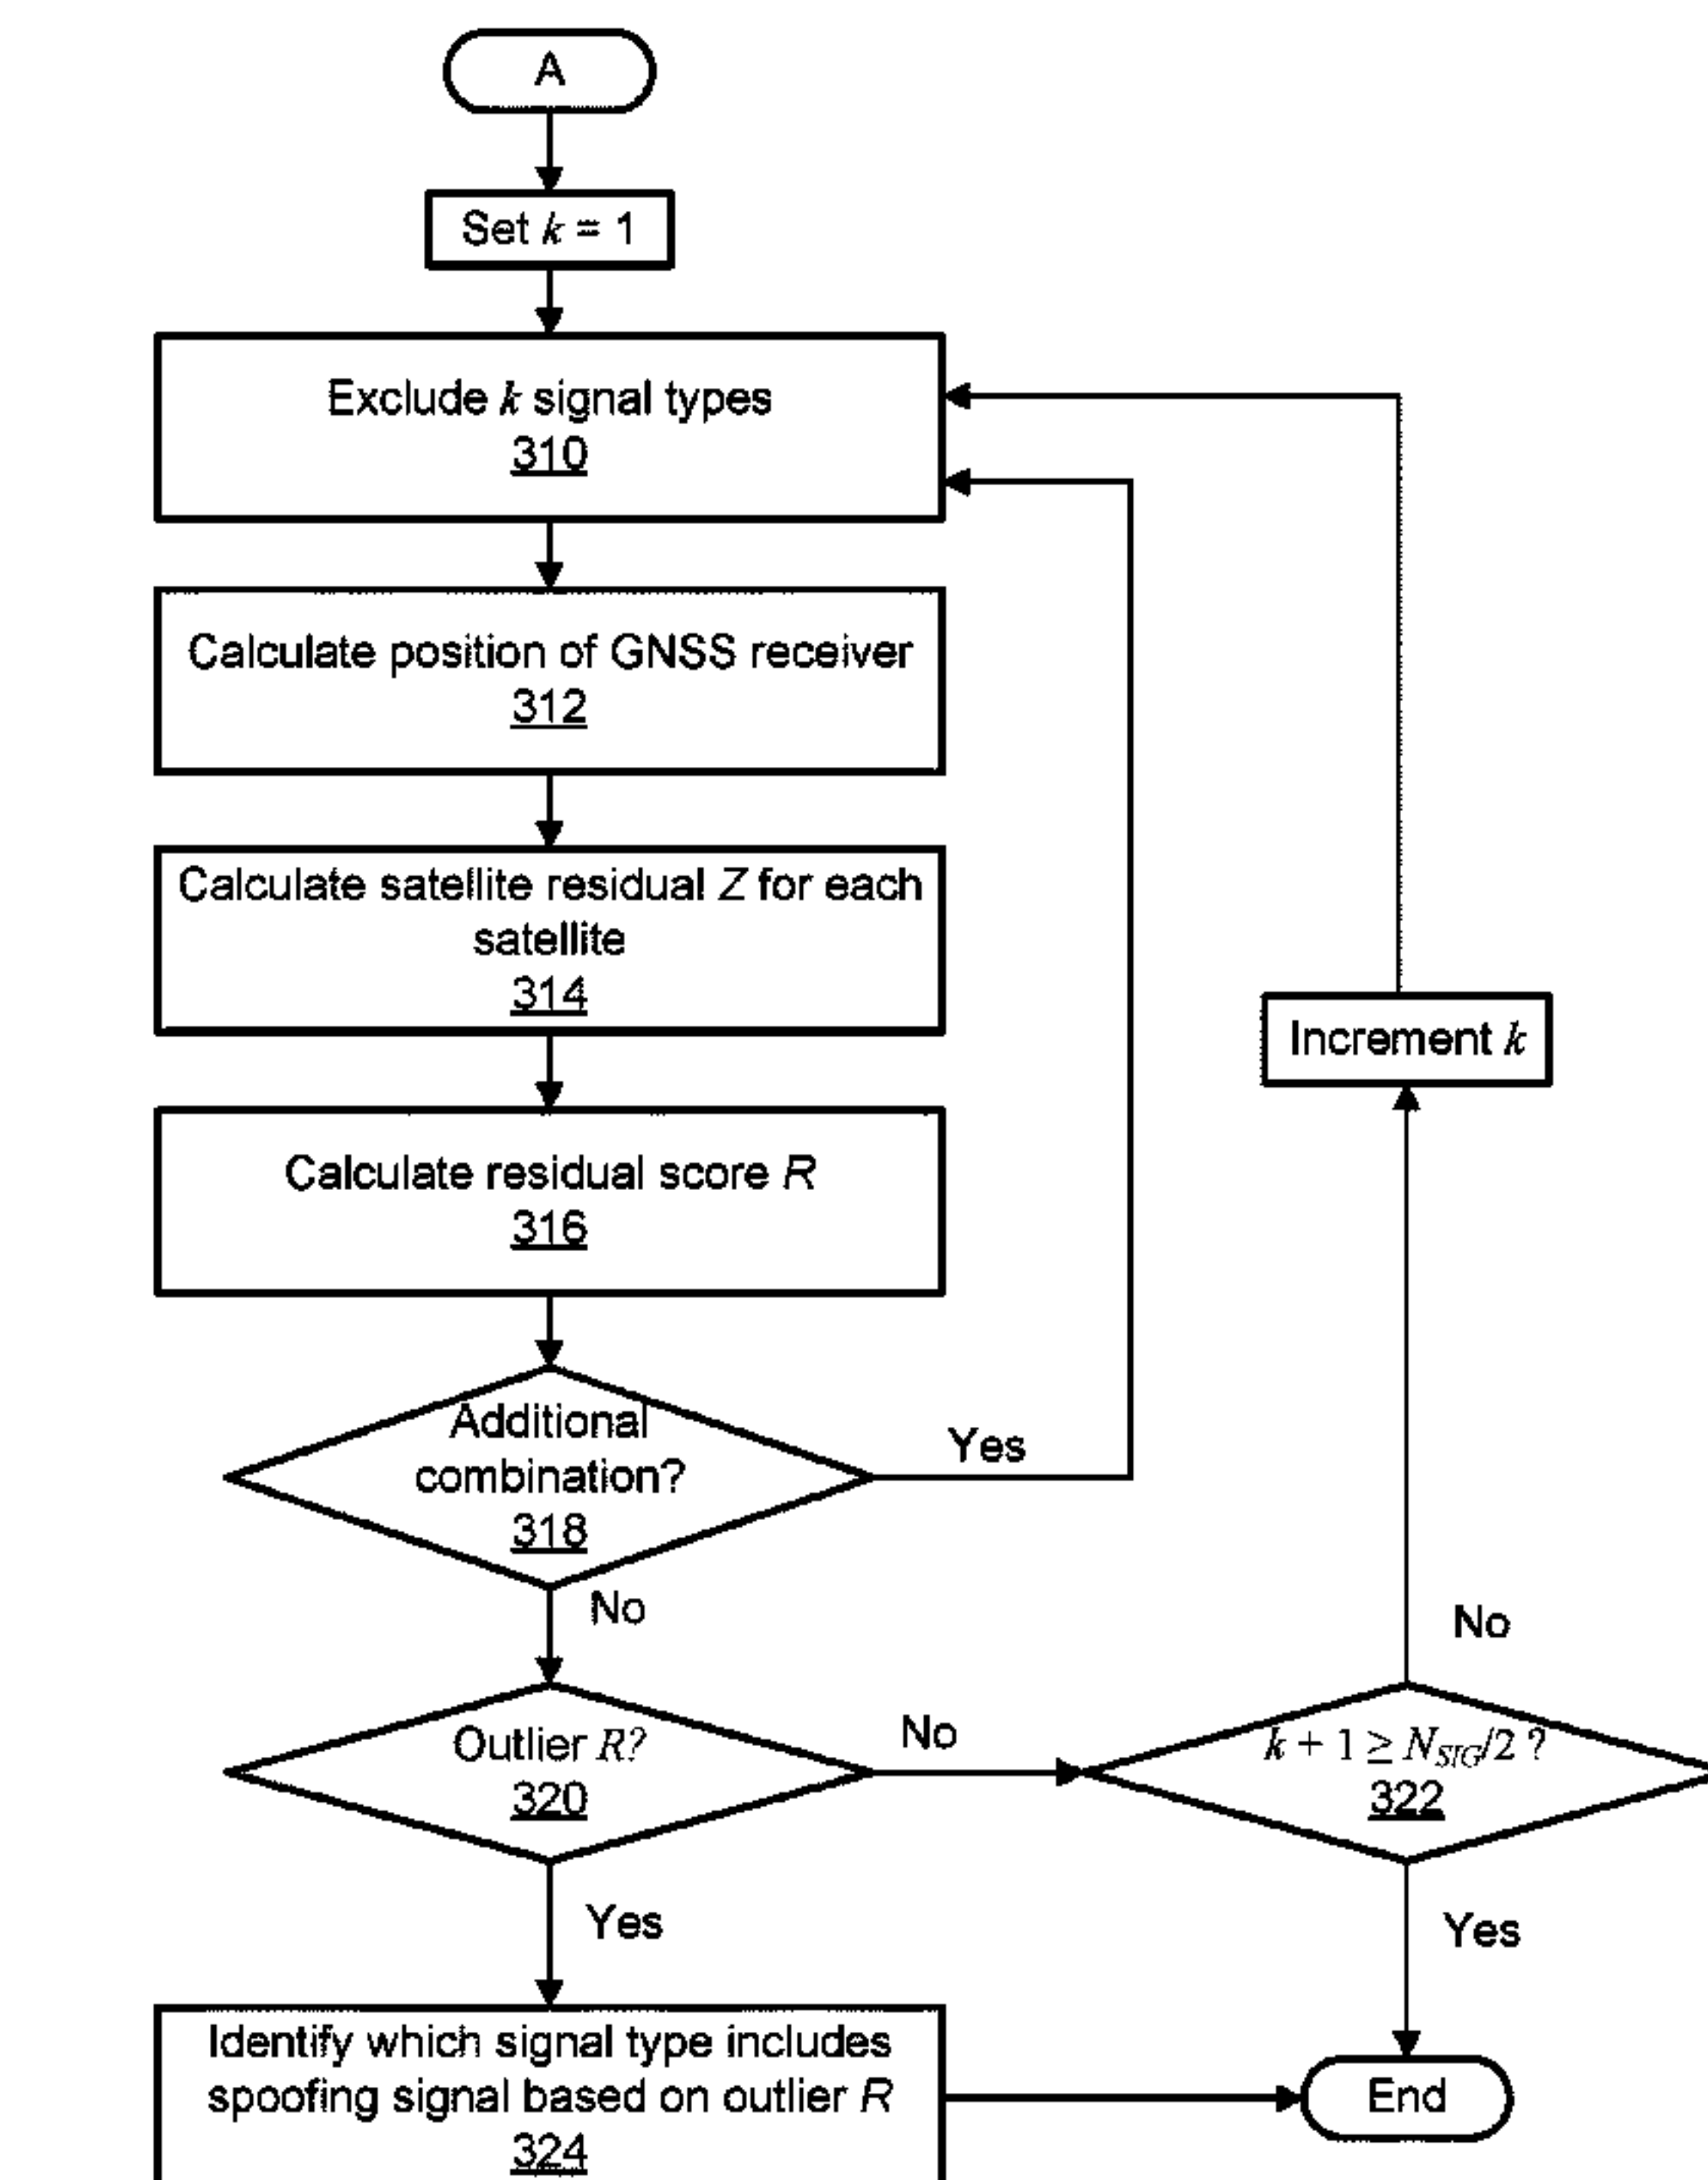 A
Set k = 1
Exclude k signal types
310
Calculate position of GNSS receiver
312
Calculate satellite residual Z for each
satellite
314
Increment k
Calculate residual score R
316
Additional
combination?
318
Yes
No
No
Outlier R?
320
No
k + 1 ≥ N_SIG/2 ?
322
Yes
Yes
Identify which signal type includes
spoofing signal based on outlier R
324
End